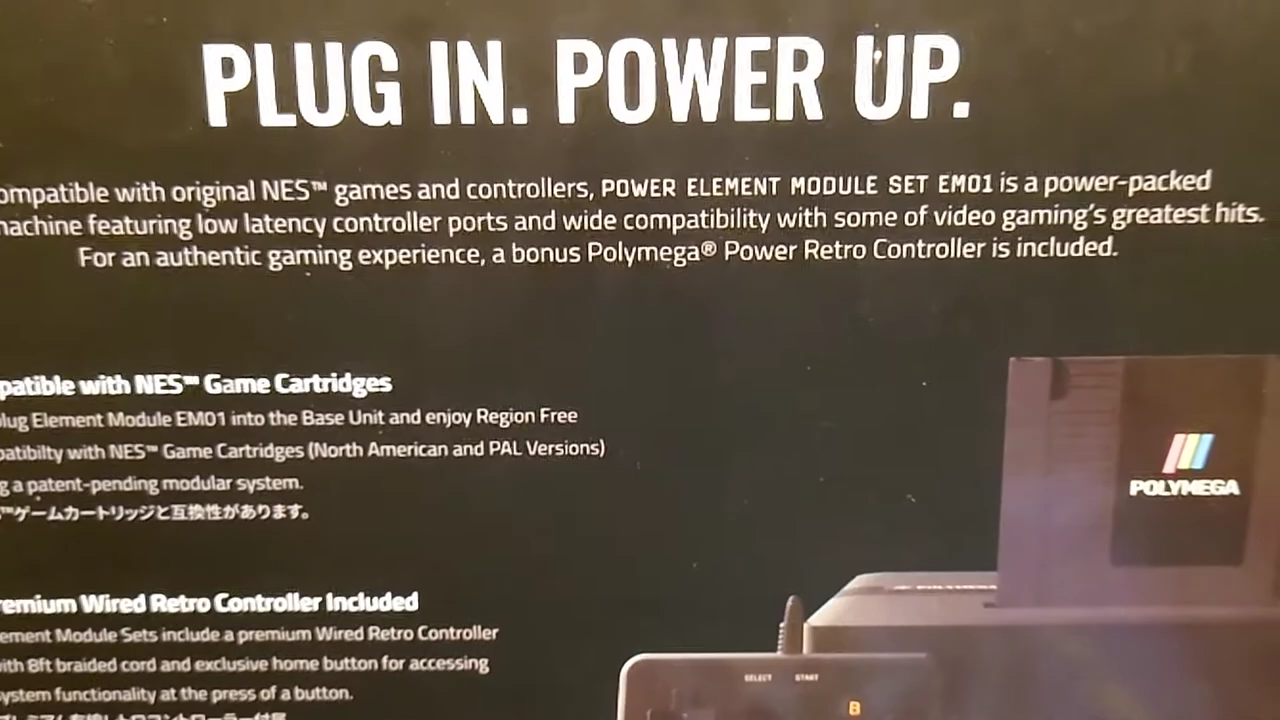 PLUG IN. POWER UP.
ompatible with original NES™ games and controllers, POWER ELEMENT MODULE SET EM01 is a power-packed
nachine featuring low latency controller ports and wide compatibility with some of video gaming's greatest hits.
For an authentic gaming experience, a bonus Polymega® Power Retro Controller is included.
patible with NES™ Game Cartridges
plug Element Module EM01 into the Base Unit and enjoy Region Free
patibilty with NES™ Game Cartridges (North American and PAL Versions)
g a patent-pending modular system.
™ゲームカートリッジと互換性があります。
POLYMEGA
remium Wired Retro Controller Included
ement Module Sets include a premium Wired Retro Controller
with 8ft braided cord and exclusive home button for accessing
system functionality at the press of a button.
SELECT START
B